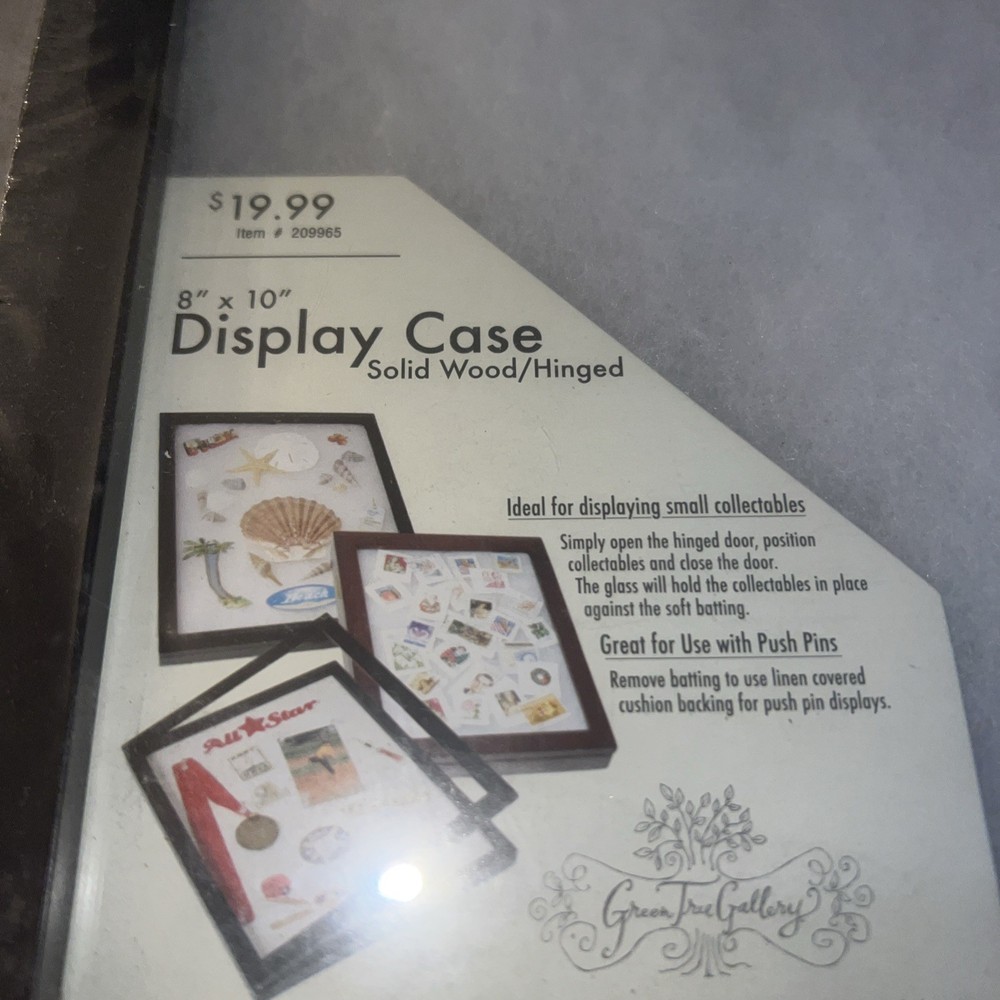 $19.99
Item # 209965
8" x 10"
Display Case
Solid Wood/Hinged
Ideal for displaying small collectables
Simply open the hinged door, position
collectables and close the door.
The glass will hold the collectables in place
against the soft batting.
Great for Use with Push Pins
Remove batting to use linen covered
cushion backing for push pin displays.
Beach
All Star
Green Tree Gallery